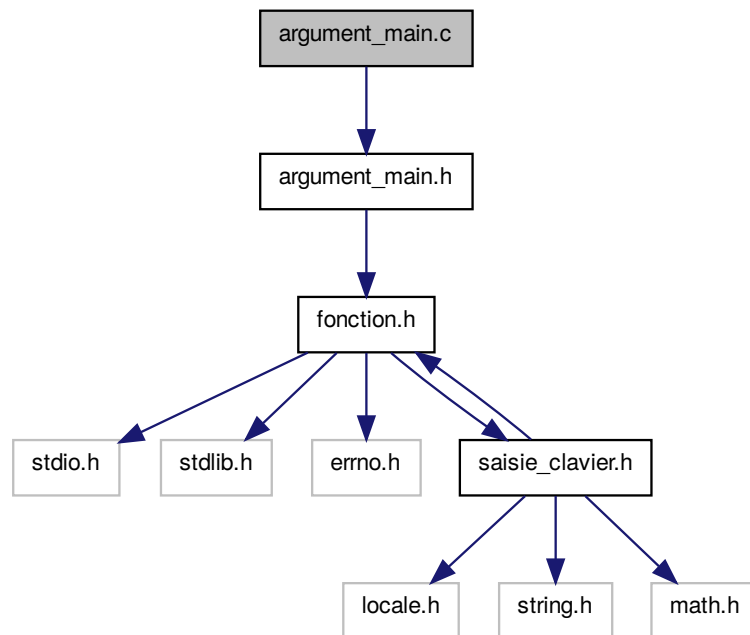 argument_main.c
argument_main.h
fonction.h
stdio.h
stdlib.h
errno.h
saisie_clavier.h
locale.h
string.h
math.h